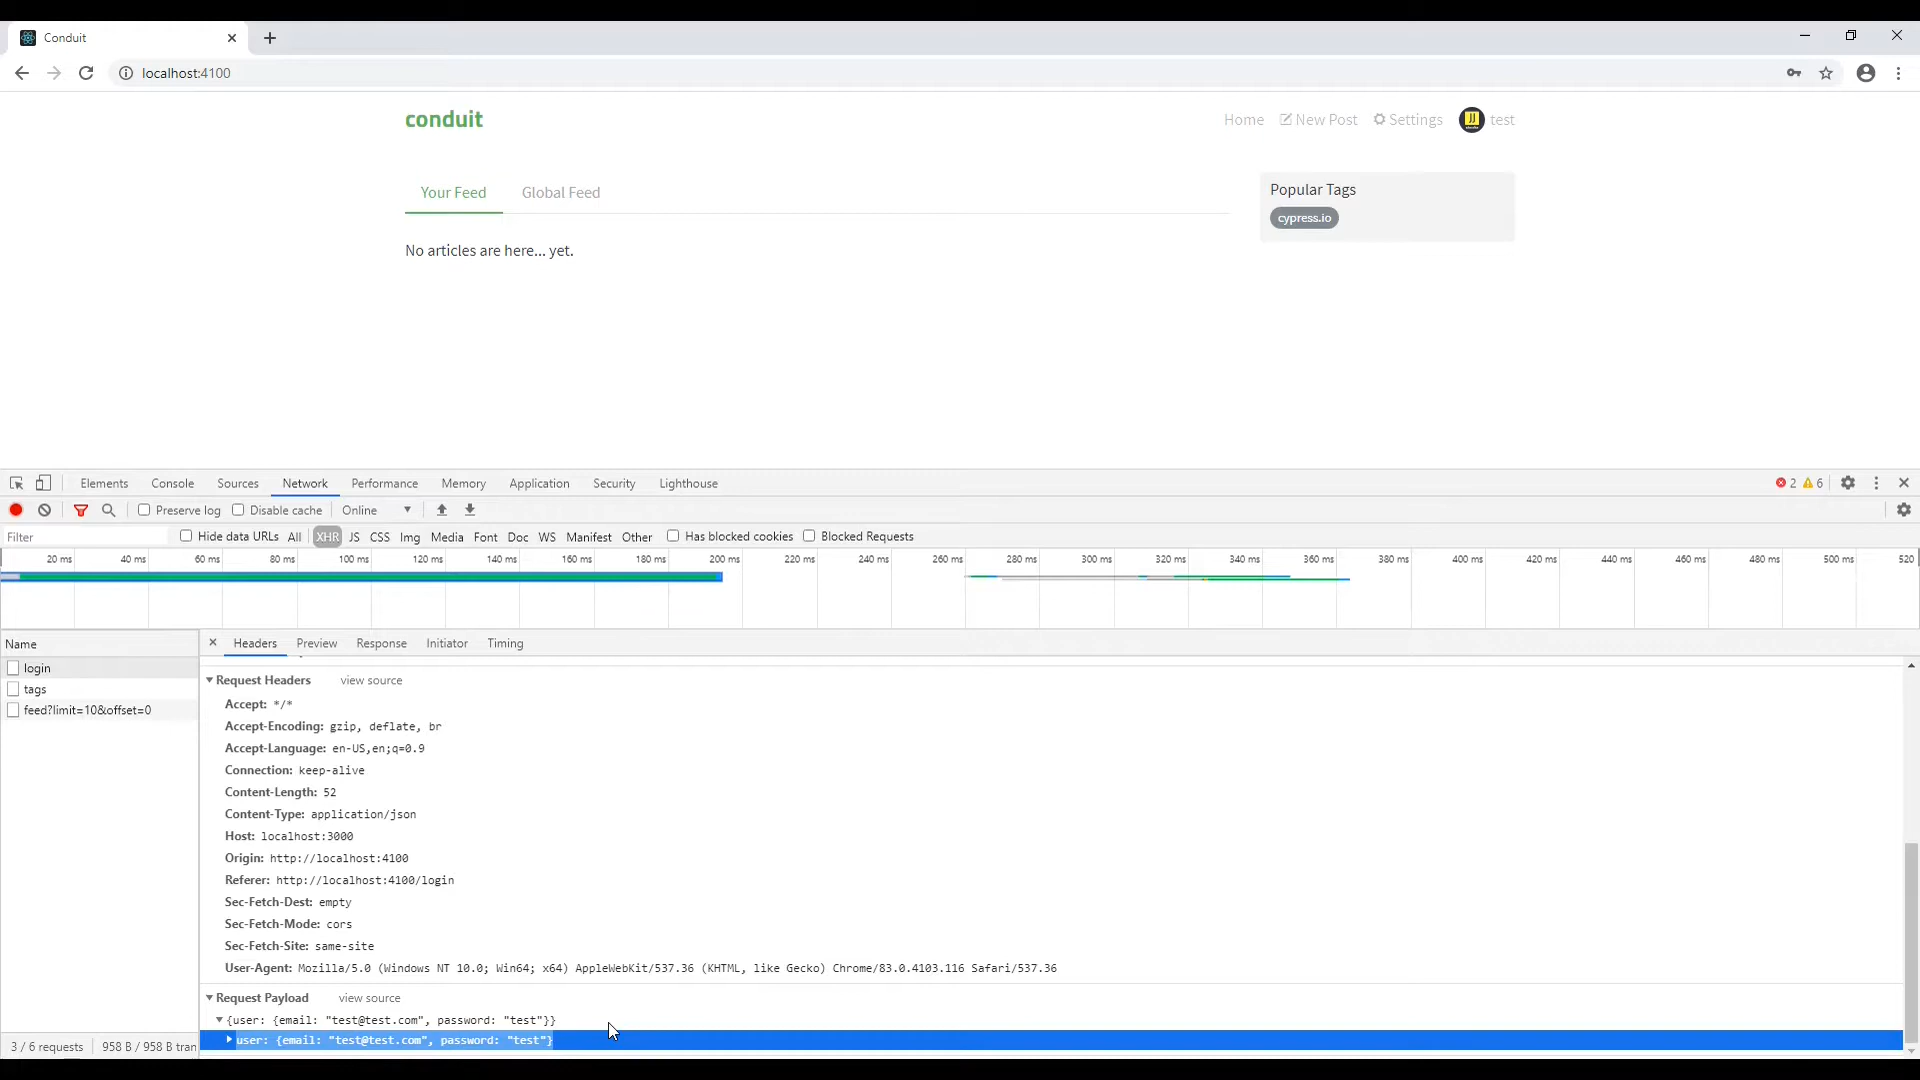 Conduit
localhost:4100
conduit
Home New Post Settings test
Your Feed Global Feed
Popular Tags
cypress.io
No articles are here... yet.
Elements Console Sources Network Performance Memory Application Security Lighthouse 2 6
Preserve log Disable cache Online
Filter Hide data URLs All XHR JS CSS Img Media Font Doc WS Manifest Other Has blocked cookies Blocked Requests
20 ms 40 ms 60 ms 80 ms 100 ms 120 ms 140 ms 160 ms 180 ms 200 ms 220 ms 240 ms 260 ms 280 ms 300 ms 320 ms 340 ms 360 ms 380 ms 400 ms 420 ms 440 ms 460 ms 480 ms 500 ms 520
Name
Headers Preview Response Initiator Timing
login
tags
feed?limit=10&offset=0
Request Headers view source
Accept: */*
Accept-Encoding: gzip, deflate, br
Accept-Language: en-US,en;q=0.9
Connection: keep-alive
Content-Length: 52
Content-Type: application/json
Host: localhost:3000
Origin: http://localhost:4100
Referer: http://localhost:4100/login
Sec-Fetch-Dest: empty
Sec-Fetch-Mode: cors
Sec-Fetch-Site: same-site
User-Agent: Mozilla/5.0 (Windows NT 10.0; Win64; x64) AppleWebKit/537.36 (KHTML, like Gecko) Chrome/83.0.4103.116 Safari/537.36
Request Payload view source
{user: {email: "test@test.com", password: "test"}}
user: {email: "test@test.com", password: "test"}
3 / 6 requests 958 B / 958 B tran